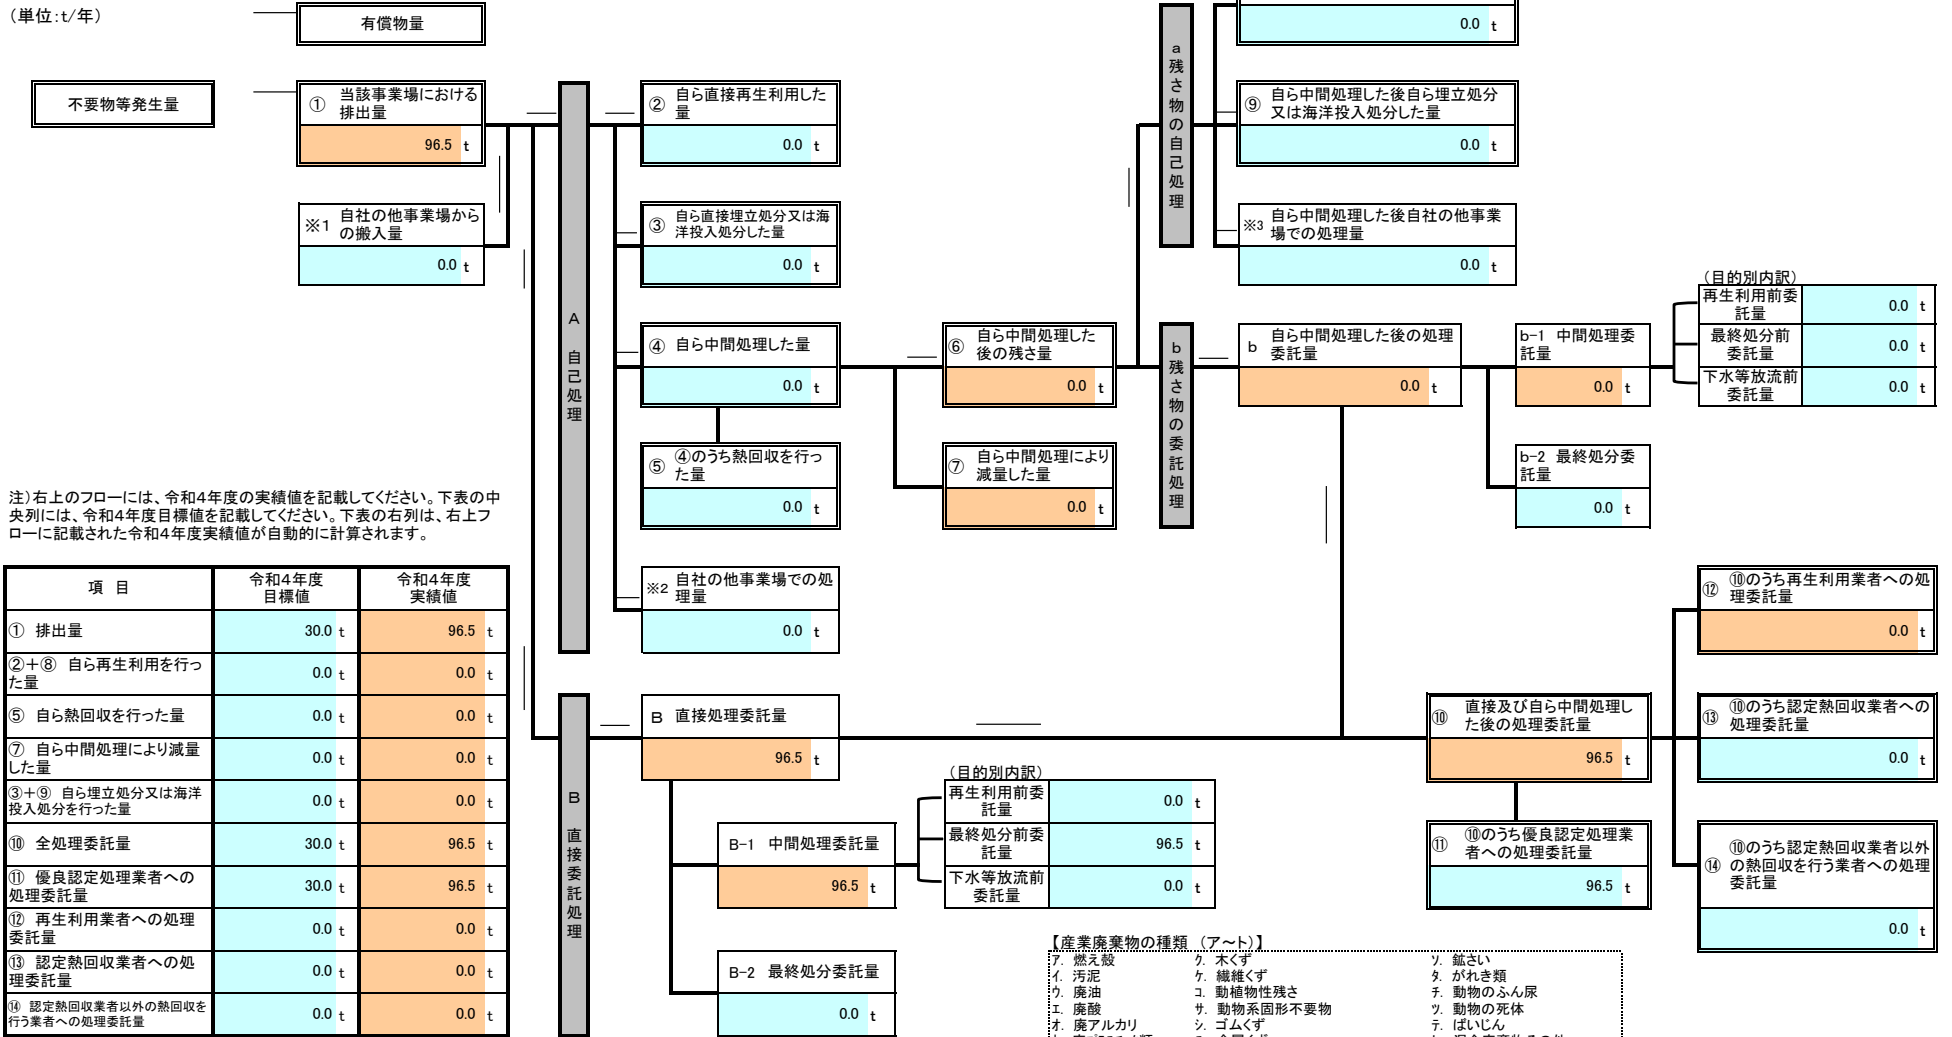 （単位：t/年）
有償物量
不要物等発生量
① 当該事業場における
排出量
96.5 t
※1 自社の他事業場から
の搬入量
0.0 t
A 自己処理
② 自ら直接再生利用した
量
0.0 t
③ 自ら直接埋立処分又は海
洋投入処分した量
0.0 t
④ 自ら中間処理した量
0.0 t
⑤ ④のうち熱回収を行っ
た量
0.0 t
※2 自社の他事業場での処
理量
0.0 t
⑥ 自ら中間処理した
後の残さ量
0.0 t
⑦ 自ら中間処理により
減量した量
0.0 t
a 残さ物の自己処理
0.0 t
⑨ 自ら中間処理した後自ら埋立処分
又は海洋投入処分した量
0.0 t
※3 自ら中間処理した後自社の他事業
場での処理量
0.0 t
b 残さ物の委託処理
b 自ら中間処理した後の処理
委託量
0.0 t
b-1 中間処理委
託量
0.0 t
b-2 最終処分委
託量
0.0 t
（目的別内訳）
再生利用前委
託量
0.0 t
最終処分前
委託量
0.0 t
下水等放流前
委託量
0.0 t
注）右上のフローには、令和４年度の実績値を記載してください。下表の中
央列には、令和４年度目標値を記載してください。下表の右列は、右上フ
ローに記載された令和４年度実績値が自動的に計算されます。
項 目
令和４年度
目標値
令和４年度
実績値
① 排出量 30.0 t 96.5 t
②＋⑧ 自ら再生利用を行っ
た量 0.0 t 0.0 t
⑤ 自ら熱回収を行った量 0.0 t 0.0 t
⑦ 自ら中間処理により減量
した量 0.0 t 0.0 t
③＋⑨ 自ら埋立処分又は海洋
投入処分を行った量 0.0 t 0.0 t
⑩ 全処理委託量 30.0 t 96.5 t
⑪ 優良認定処理業者への
処理委託量 30.0 t 96.5 t
⑫ 再生利用業者への処理
委託量 0.0 t 0.0 t
⑬ 認定熱回収業者への処
理委託量 0.0 t 0.0 t
⑭ 認定熱回収業者以外の熱回収を
行う業者への処理委託量 0.0 t 0.0 t
B 直接委託処理
B 直接処理委託量
96.5 t
B-1 中間処理委託量
96.5 t
B-2 最終処分委託量
0.0 t
（目的別内訳）
再生利用前委
託量
0.0 t
最終処分前委
託量
96.5 t
下水等放流前
委託量
0.0 t
⑩ 直接及び自ら中間処理し
た後の処理委託量
96.5 t
⑪ ⑩のうち優良認定処理業
者への処理委託量
96.5 t
⑫ ⑩のうち再生利用業者への処
理委託量
0.0 t
⑬ ⑩のうち認定熱回収業者への
処理委託量
0.0 t
⑭ ⑩のうち認定熱回収業者以外
の熱回収を行う業者への処理
委託量
0.0 t
【産業廃棄物の種類 （ア～ト）】
ア. 燃え殻 ク. 木くず ソ. 鉱さい
イ. 汚泥 ケ. 繊維くず タ. がれき類
ウ. 廃油 コ. 動植物性残さ チ. 動物のふん尿
エ. 廃酸 サ. 動物系固形不要物 ツ. 動物の死体
オ. 廃アルカリ シ. ゴムくず テ. ばいじん